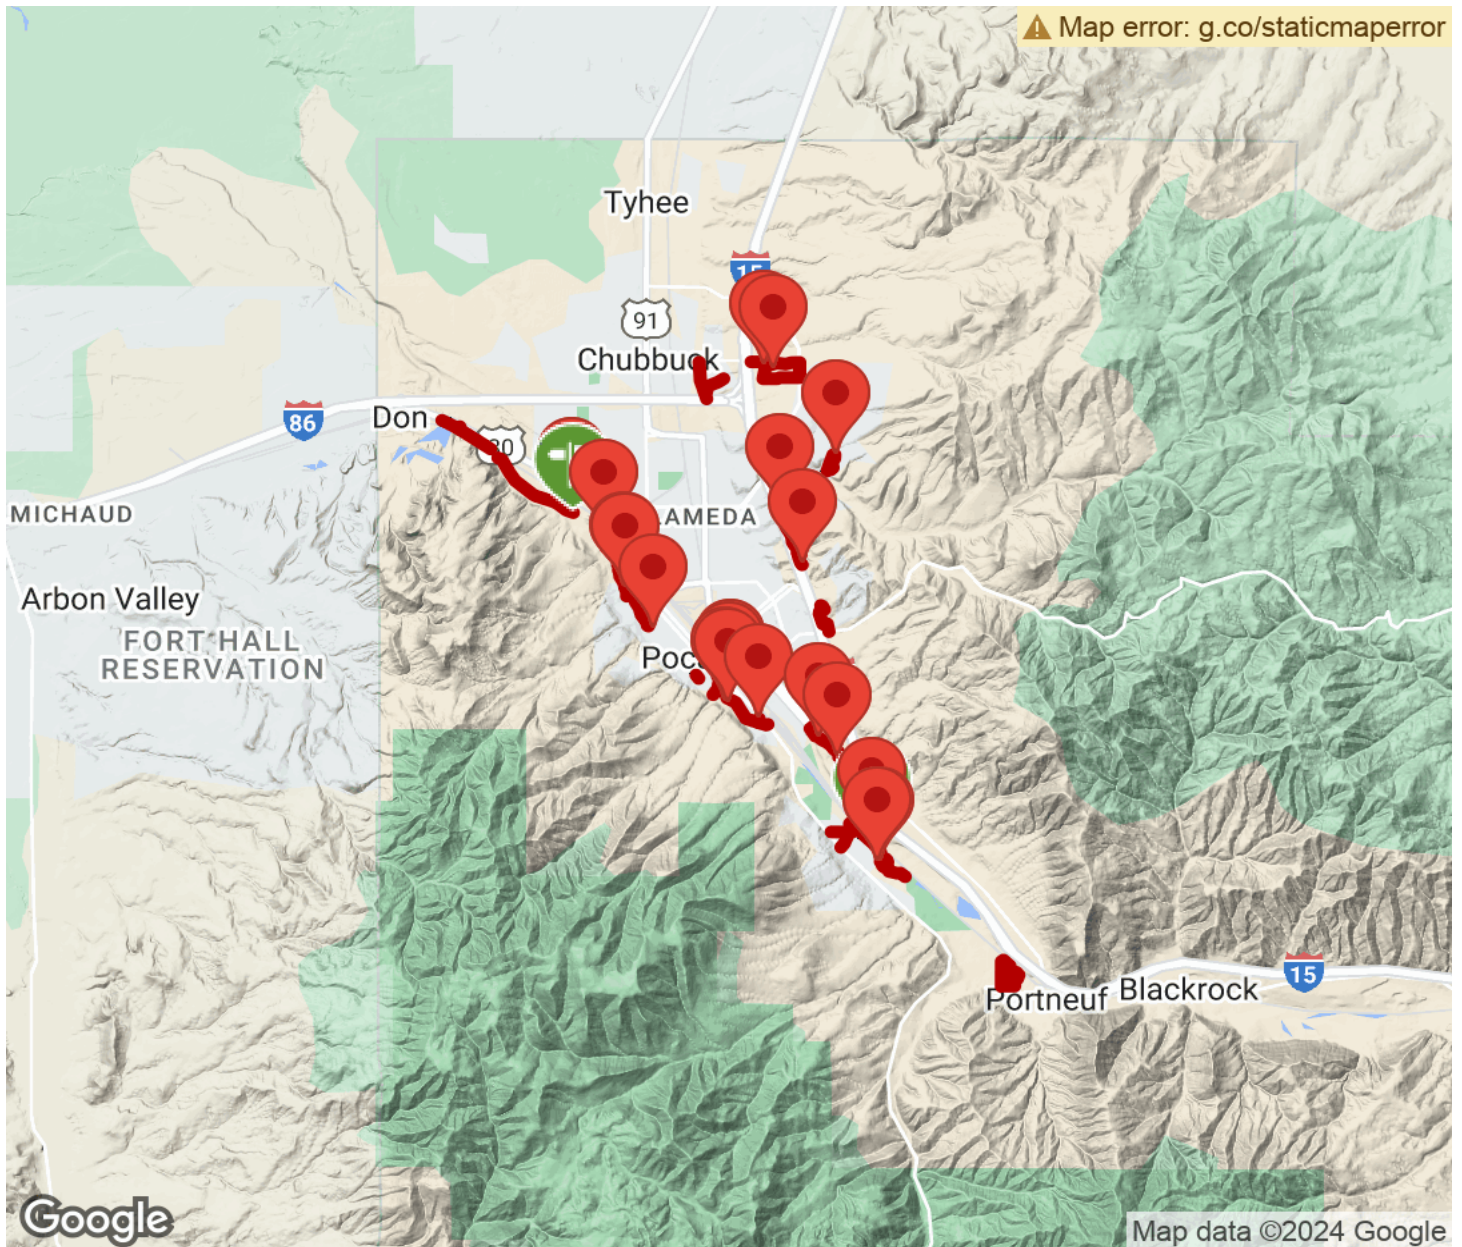 Map error: g.co/staticmaperror
Tyhee
15
91
Chubbuck
86
Don
MICHAUD
Arbon Valley
FORT HALL
RESERVATION
15
Portneuf
Blackrock
Google
Map data ©2024 Google